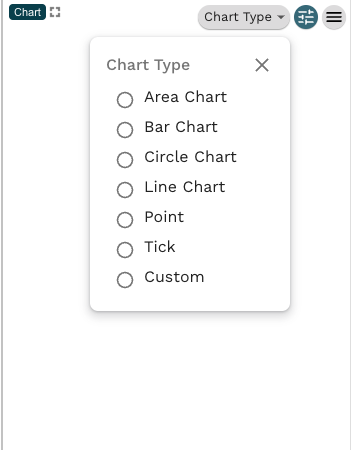 Chart
Chart Type
Chart Type
Area Chart
Bar Chart
Circle Chart
Line Chart
Point
Tick
Custom